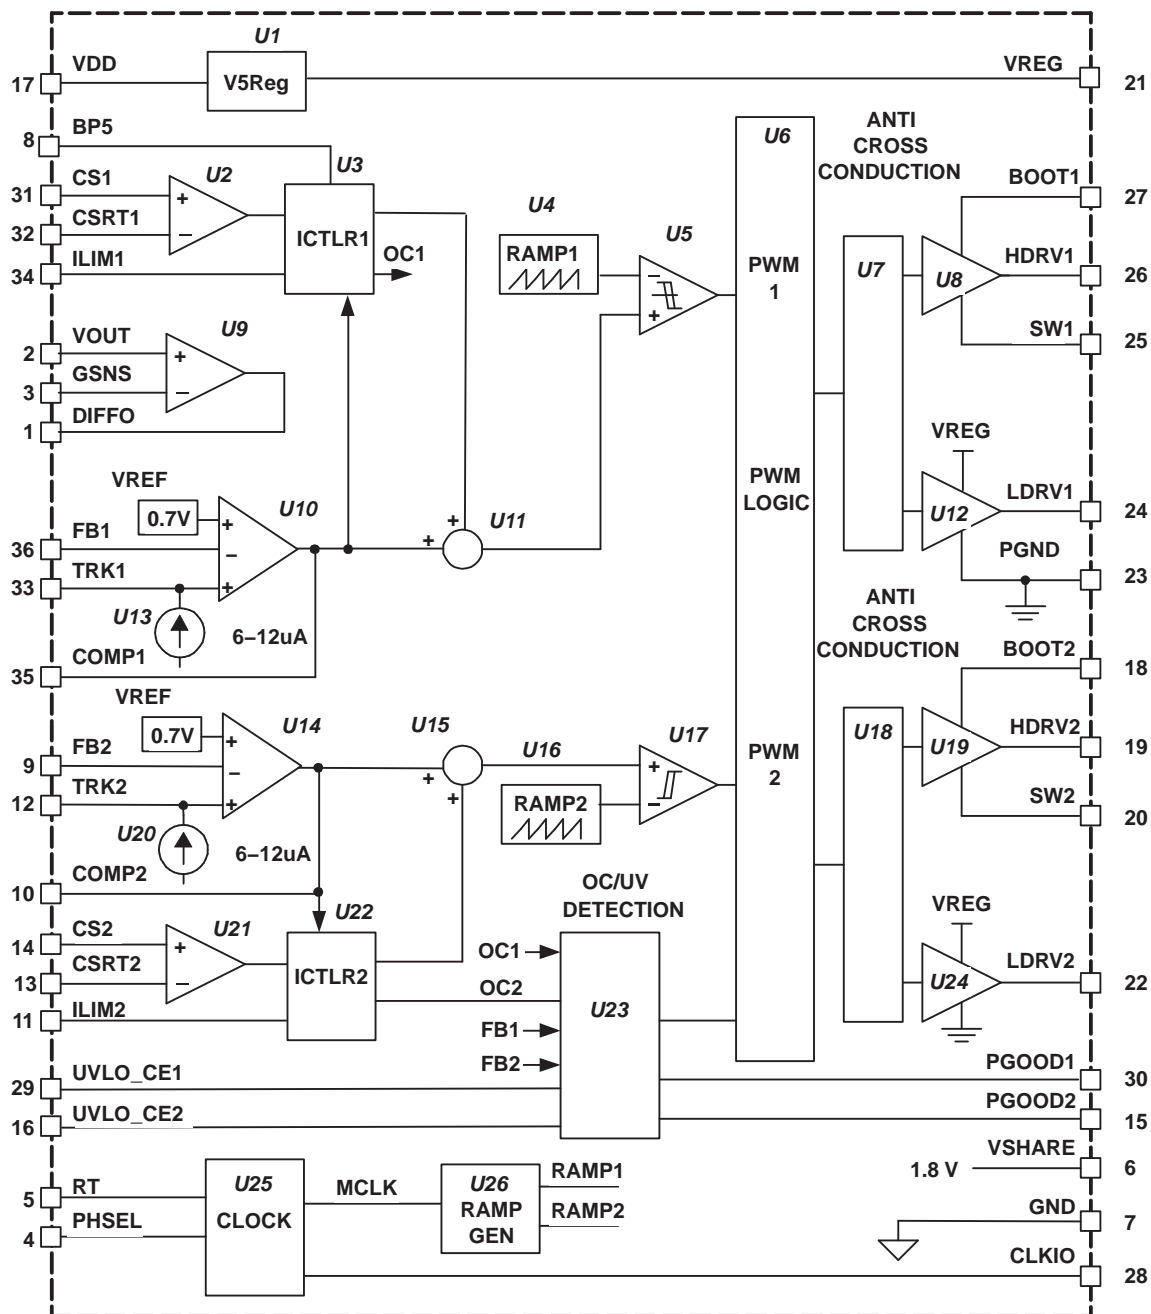 U1
VDD
17
V5Reg
VREG
21
BP5
8
U3
U6
ANTI
CROSS
CONDUCTION
CS1
31
U2
+
CSRT1
32
−
ICTLR1
ILIM1
34
OC1
U4
RAMP1
U5
−
+
PWM
1
U7
U8
BOOT1
27
HDRV1
26
SW1
25
VOUT
2
U9
+
GSNS
3
−
DIFFO
1
VREG
VREF
0.7V
+
U10
FB1
36
−
TRK1
33
+
+
+
U11
PWM
LOGIC
U12
LDRV1
24
PGND
23
U13
6–12uA
COMP1
35
ANTI
CROSS
CONDUCTION
BOOT2
18
VREF
0.7V
+
U14
U15
FB2
9
−
+
+
TRK2
12
+
U16
RAMP2
U17
+
−
PWM
2
U18
U19
HDRV2
19
SW2
20
U20
6–12uA
COMP2
10
OC/UV
DETECTION
U22
VREG
CS2
14
U21
+
CSRT2
13
−
ICTLR2
ILIM2
11
OC1
OC2
U23
FB1
FB2
U24
LDRV2
22
UVLO_CE1
29
PGOOD1
30
UVLO_CE2
16
PGOOD2
15
VSHARE
1.8 V
6
RT
5
U25
CLOCK
MCLK
U26
RAMP
GEN
RAMP1
RAMP2
PHSEL
4
GND
7
CLKIO
28